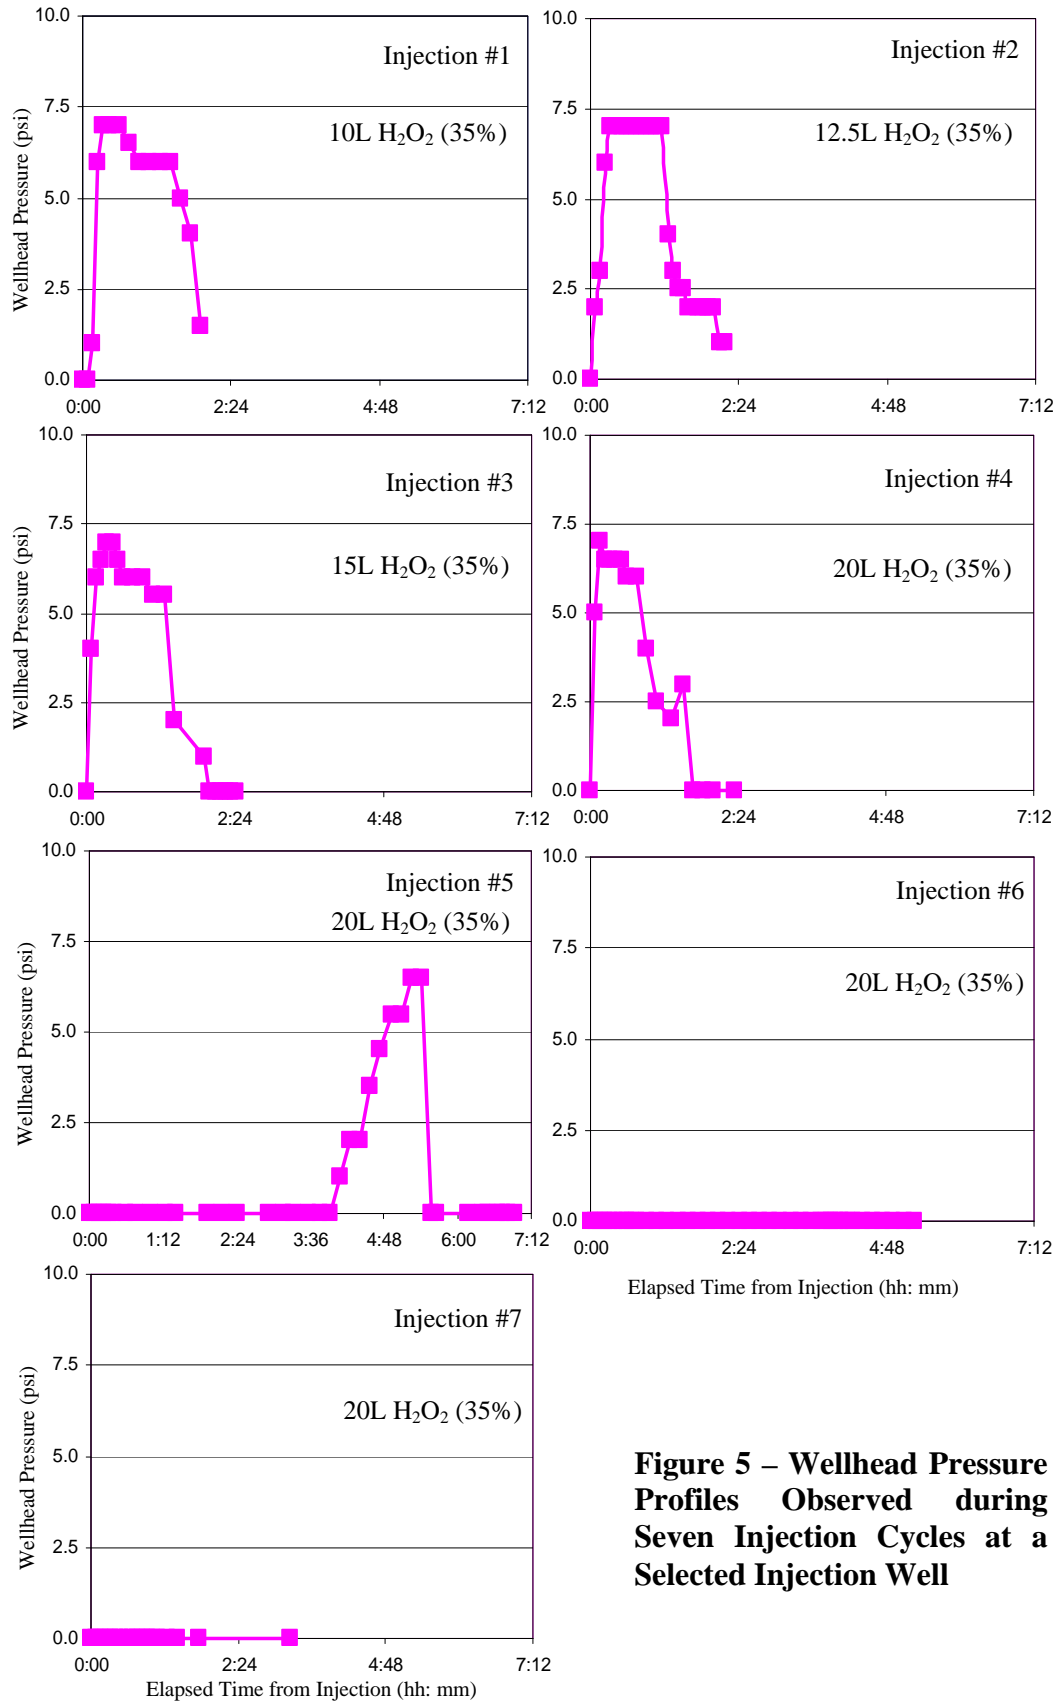 Injection #1
10L H₂O₂ (35%)
Wellhead Pressure (psi)
10.0
7.5
5.0
2.5
0.0
0:00 2:24 4:48 7:12
Injection #2
12.5L H₂O₂ (35%)
10.0
7.5
5.0
2.5
0.0
0:00 2:24 4:48 7:12
Injection #3
15L H₂O₂ (35%)
Wellhead Pressure (psi)
10.0
7.5
5.0
2.5
0.0
0:00 2:24 4:48 7:12
Injection #4
20L H₂O₂ (35%)
10.0
7.5
5.0
2.5
0.0
0:00 2:24 4:48 7:12
Injection #5
20L H₂O₂ (35%)
Wellhead Pressure (psi)
10.0
7.5
5.0
2.5
0.0
0:00 1:12 2:24 3:36 4:48 6:00 7:12
Injection #6
20L H₂O₂ (35%)
10.0
7.5
5.0
2.5
0.0
0:00 2:24 4:48 7:12
Elapsed Time from Injection (hh: mm)
Injection #7
20L H₂O₂ (35%)
Wellhead Pressure (psi)
10.0
7.5
5.0
2.5
0.0
0:00 2:24 4:48 7:12
Elapsed Time from Injection (hh: mm)
Figure 5 – Wellhead Pressure
Profiles Observed during
Seven Injection Cycles at a
Selected Injection Well